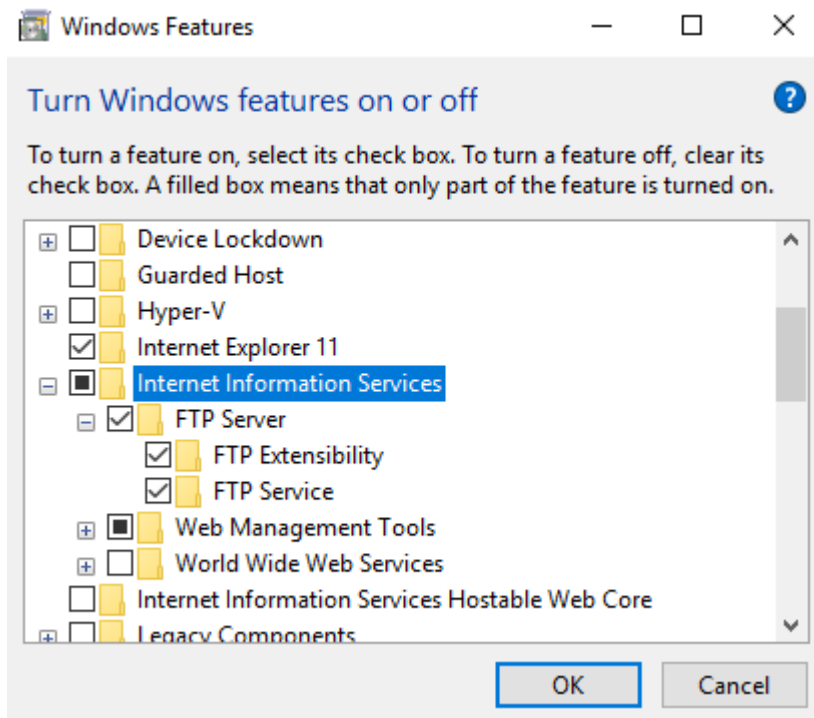 Windows Features
Turn Windows features on or off
?
To turn a feature on, select its check box. To turn a feature off, clear its
check box. A filled box means that only part of the feature is turned on.
Device Lockdown
Guarded Host
Hyper-V
Internet Explorer 11
Internet Information Services
FTP Server
FTP Extensibility
FTP Service
Web Management Tools
World Wide Web Services
Internet Information Services Hostable Web Core
Legacy Components
OK Cancel